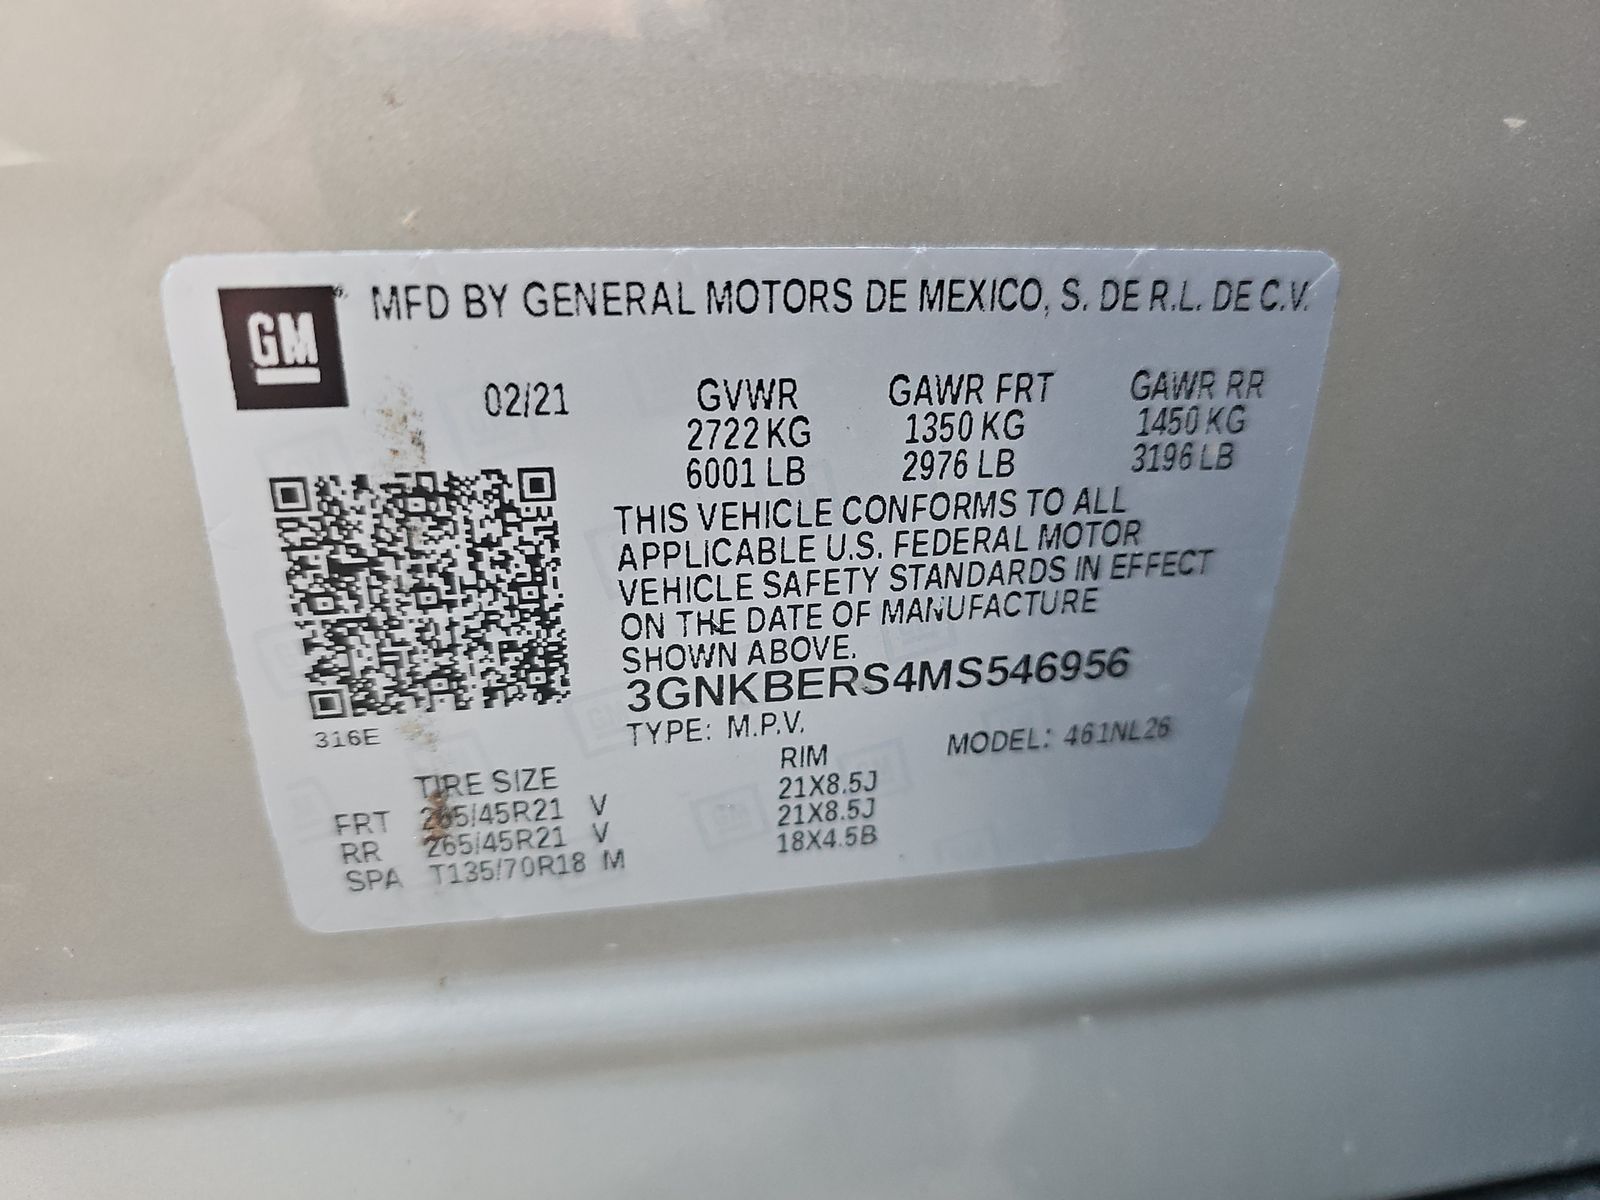 GM
MFD BY GENERAL MOTORS DE MEXICO, S. DE R.L. DE C.V.
02/21 GVWR GAWR FRT GAWR RR
2722 KG 1350 KG 1450 KG
6001 LB 2976 LB 3196 LB
THIS VEHICLE CONFORMS TO ALL
APPLICABLE U.S. FEDERAL MOTOR
VEHICLE SAFETY STANDARDS IN EFFECT
ON THE DATE OF MANUFACTURE
SHOWN ABOVE.
3GNKBERS4MS546956
316E
TYPE: M.P.V. MODEL: 461NL26
TIRE SIZE RIM
FRT 265/45R21 V 21X8.5J
RR 265/45R21 V 21X8.5J
SPA T135/70R18 M 18X4.5B